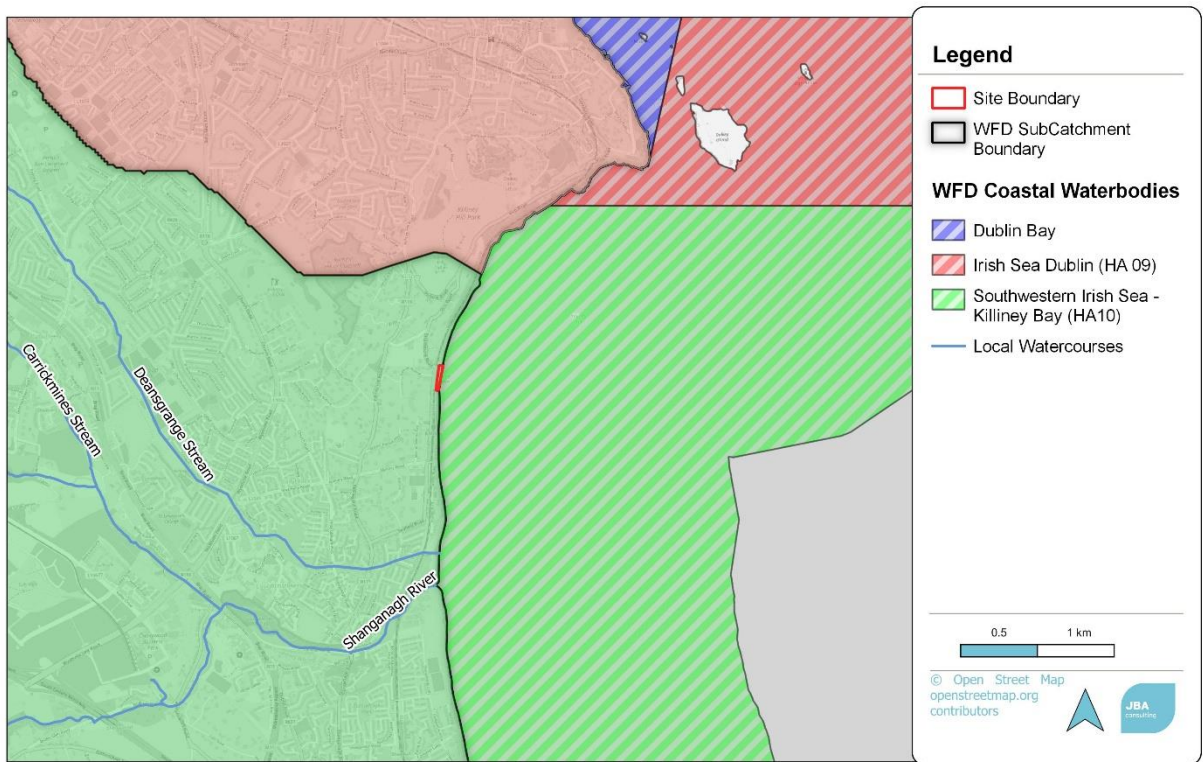 Legend
Site Boundary
WFD SubCatchment
Boundary
WFD Coastal Waterbodies
Dublin Bay
Irish Sea Dublin (HA 09)
Southwestern Irish Sea -
Killiney Bay (HA10)
Local Watercourses
Carrickmines Stream
Deansgrange Stream
Shanganagh River
0.5 1 km
© Open Street Map
openstreetmap.org
contributors
JBA
consulting